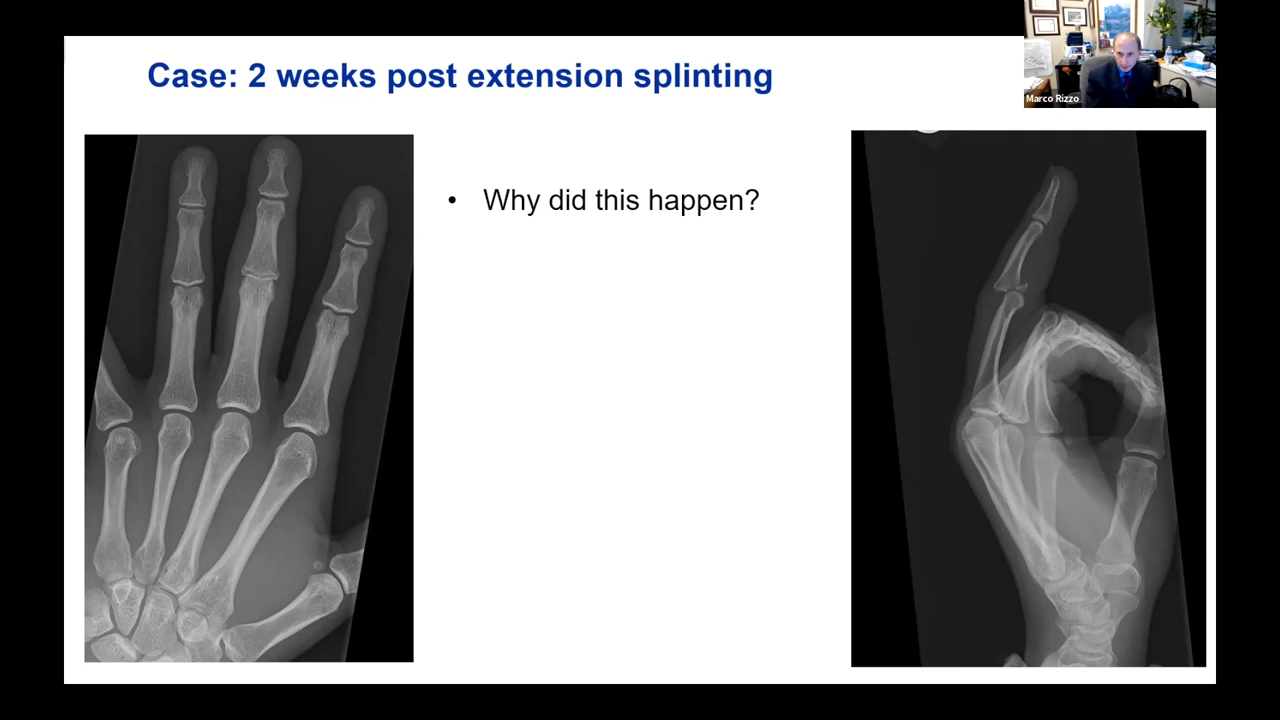 Case: 2 weeks post extension splinting
Marco Rizzo
• Why did this happen?